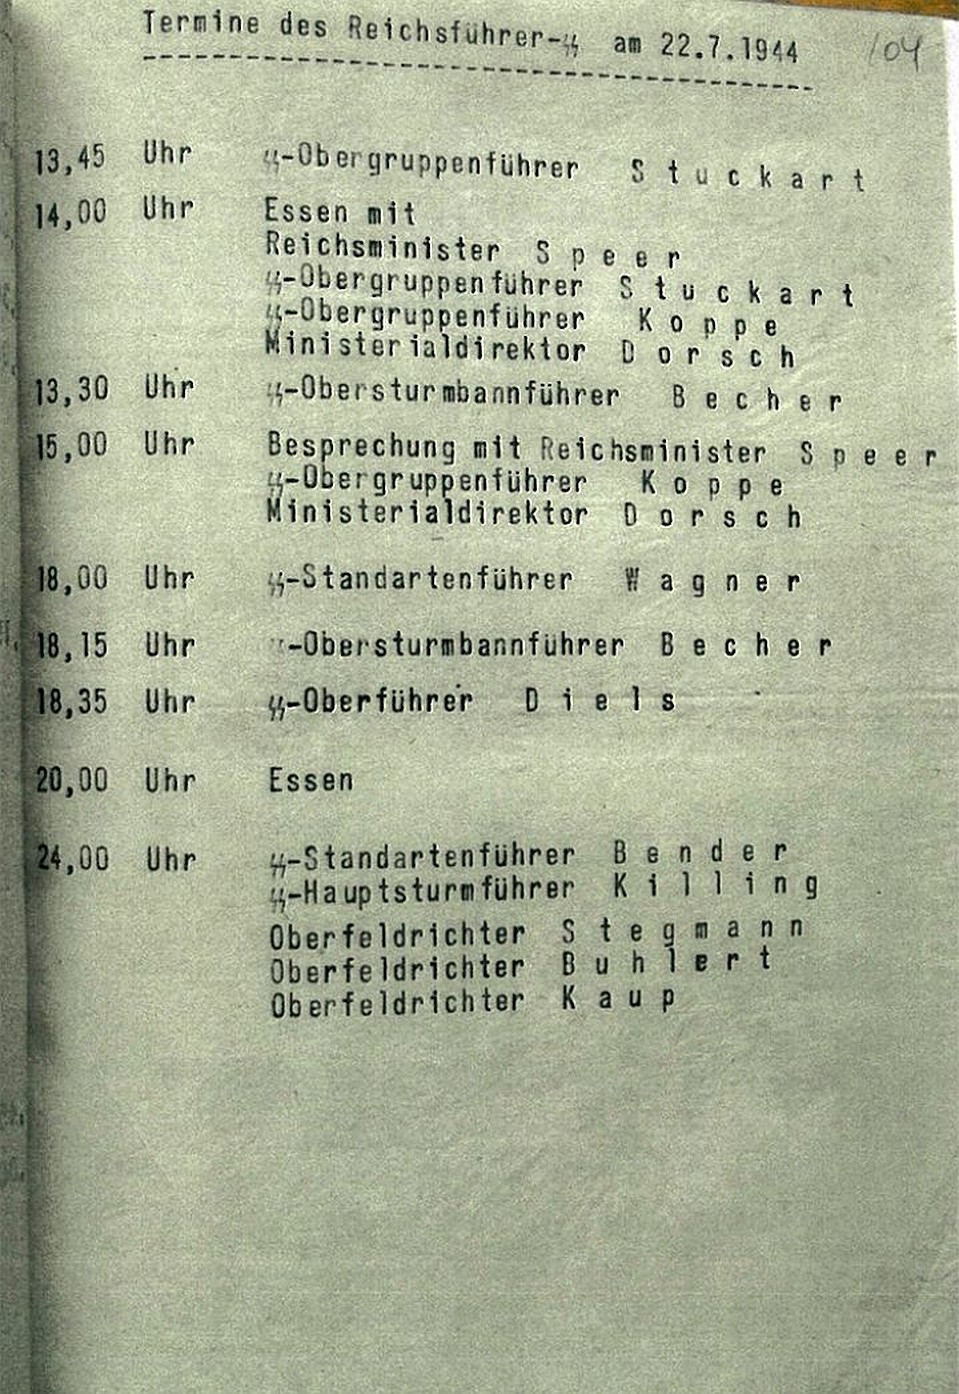 Termine des Reichsführer-ᛋᛋ am 22.7.1944
104
13,45 Uhr ᛋᛋ-Obergruppenführer Stuckart
14,00 Uhr Essen mit
Reichsminister Speer
ᛋᛋ-Obergruppenführer Stuckart
ᛋᛋ-Obergruppenführer Koppe
Ministerialdirektor Dorsch
13,30 Uhr ᛋᛋ-Obersturmbannführer Becher
15,00 Uhr Besprechung mit Reichsminister Speer
ᛋᛋ-Obergruppenführer Koppe
Ministerialdirektor Dorsch
18,00 Uhr ᛋᛋ-Standartenführer Wagner
18,15 Uhr ᛋᛋ-Obersturmbannführer Becher
18,35 Uhr ᛋᛋ-Oberführer Diels
20,00 Uhr Essen
24,00 Uhr ᛋᛋ-Standartenführer Bender
ᛋᛋ-Hauptsturmführer Killing
Oberfeldrichter Stegmann
Oberfeldrichter Buhlert
Oberfeldrichter Kaup